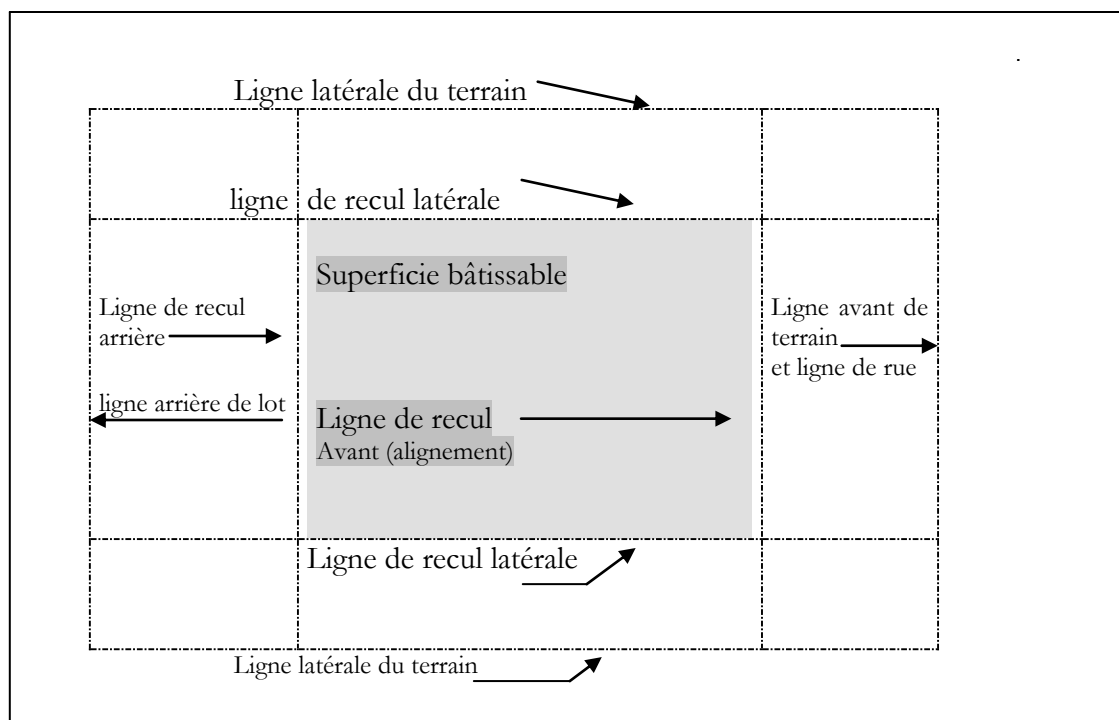 Ligne latérale du terrain
ligne de recul latérale
Superficie bâtissable
Ligne de recul
arrière
Ligne avant de
terrain
et ligne de rue
ligne arrière de lot
Ligne de recul
Avant (alignement)
Ligne de recul latérale
Ligne latérale du terrain